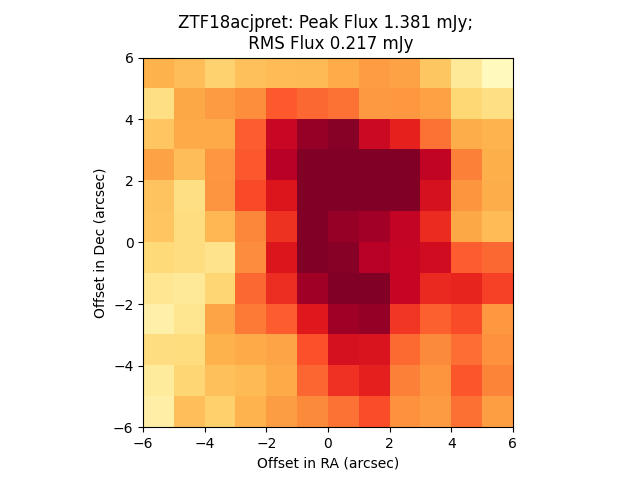 ZTF18acjpret: Peak Flux 1.381 mJy;
RMS Flux 0.217 mJy
6
4
2
0
−2
−4
−6
Offset in Dec (arcsec)
−6 −4 −2 0 2 4 6
Offset in RA (arcsec)